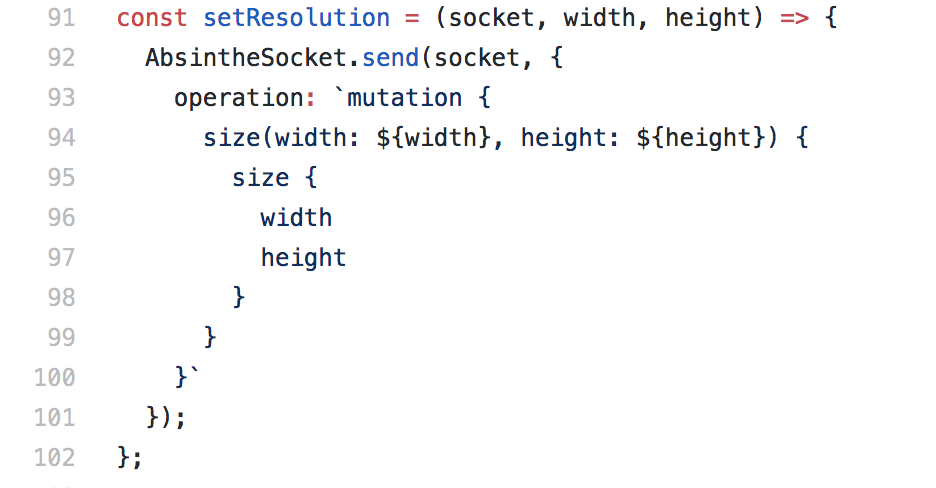 91 const setResolution = (socket, width, height) => {
92   AbsintheSocket.send(socket, {
93     operation: `mutation {
94       size(width: ${width}, height: ${height}) {
95         size {
96           width
97           height
98         }
99       }
100     }`
101   });
102 };